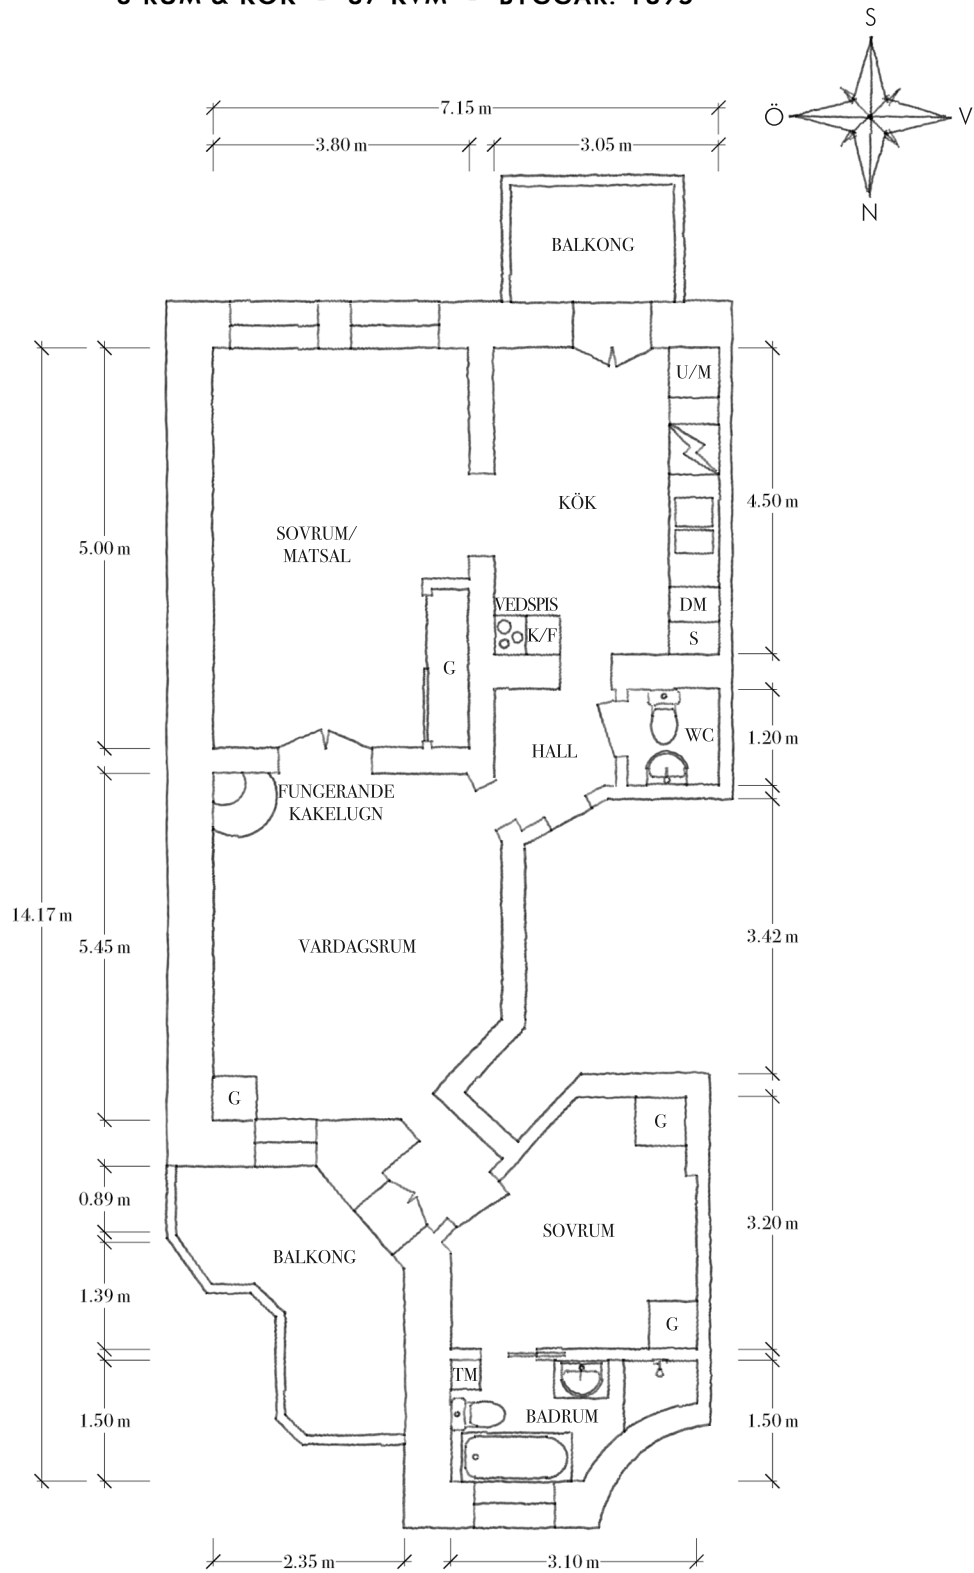 S
Ö
V
N
7.15 m
3.80 m
3.05 m
BALKONG
U/M
KÖK
4.50 m
SOVRUM/
MATSAL
5.00 m
VEDSPIS
K/F
DM
S
G
WC
1.20 m
HALL
FUNGERANDE
KAKELUGN
14.17 m
5.45 m
VARDAGSRUM
3.42 m
G
G
0.89 m
SOVRUM
3.20 m
BALKONG
1.39 m
G
TM
BADRUM
1.50 m
1.50 m
2.35 m
3.10 m